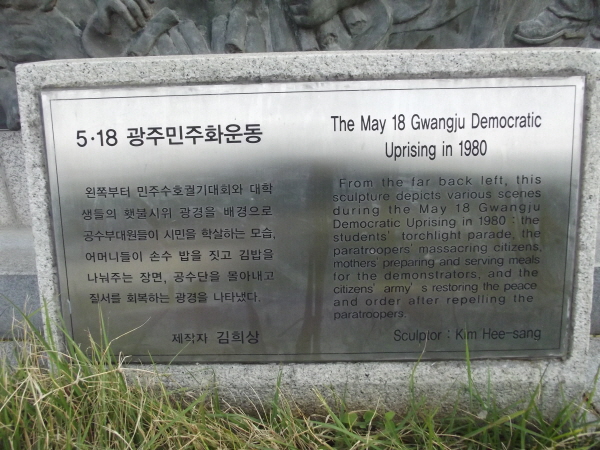 5·18 광주민주화운동
왼쪽부터 민주수호궐기대회와 대학
생들의 횃불시위 광경을 배경으로
공수부대원들이 시민을 학살하는 모습,
어머니들이 손수 밥을 짓고 김밥을
나눠주는 장면, 공수단을 몰아내고
질서를 회복하는 광경을 나타냈다.
제작자 김희상
The May 18 Gwangju Democratic
Uprising in 1980
From the far back left, this
sculpture depicts various scenes
during the May 18 Gwangju
Democratic Uprising in 1980 : the
students' torchlight parade, the
paratroopers' massacring citizens,
mothers preparing and serving meals
for the demonstrators, and the
citizens' army's restoring the peace
and order after repelling the
paratroopers.
Sculptor : Kim Hee-sang